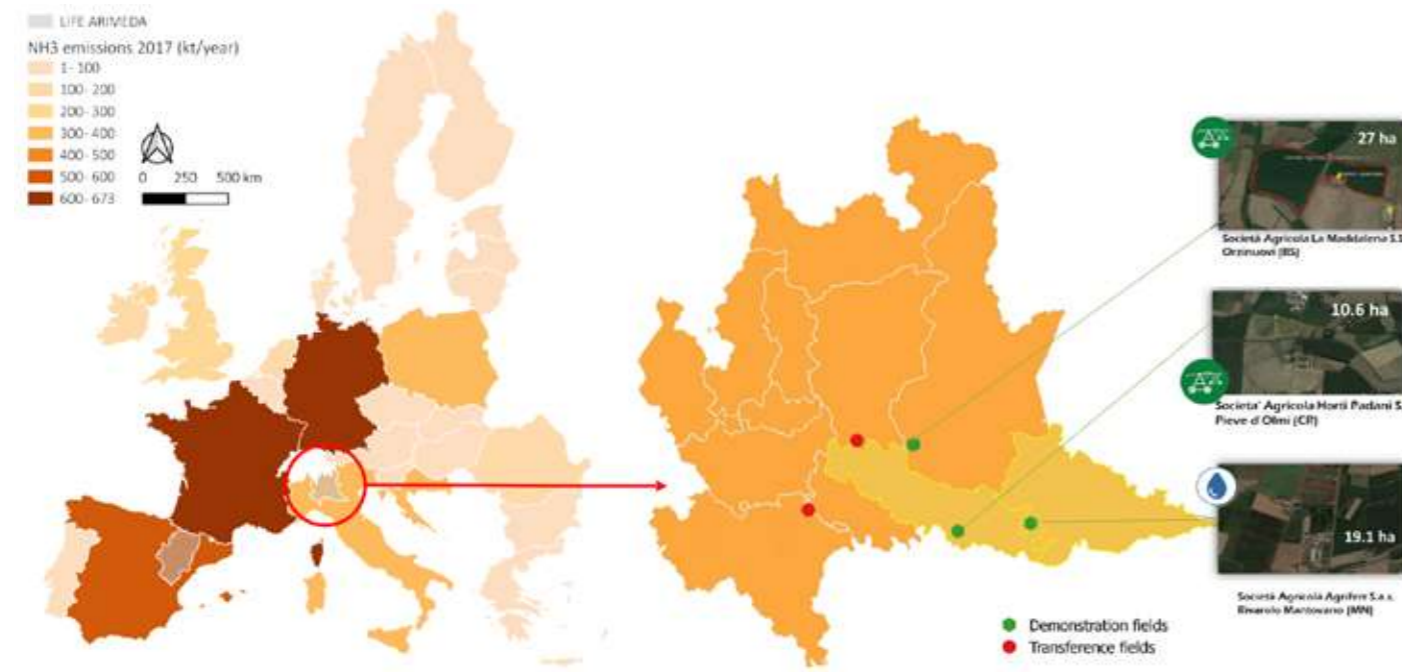 LIFE ARIMEDA
NH3 emissions 2017 (kt/year)
1- 100
100- 200
200- 300
300- 400
400- 500
500- 600
600- 673
0 250 500 km
27 ha
Società Agricola La Maddalena S.S
Orzinuovi (BS)
10.6 ha
Societa' Agricola Horti Padani S.
Pieve d'Olmi (CR)
19.1 ha
Società Agricola Agriferr S.a.s.
Rivarolo Mantovano (MN)
Demonstration fields
Transference fields